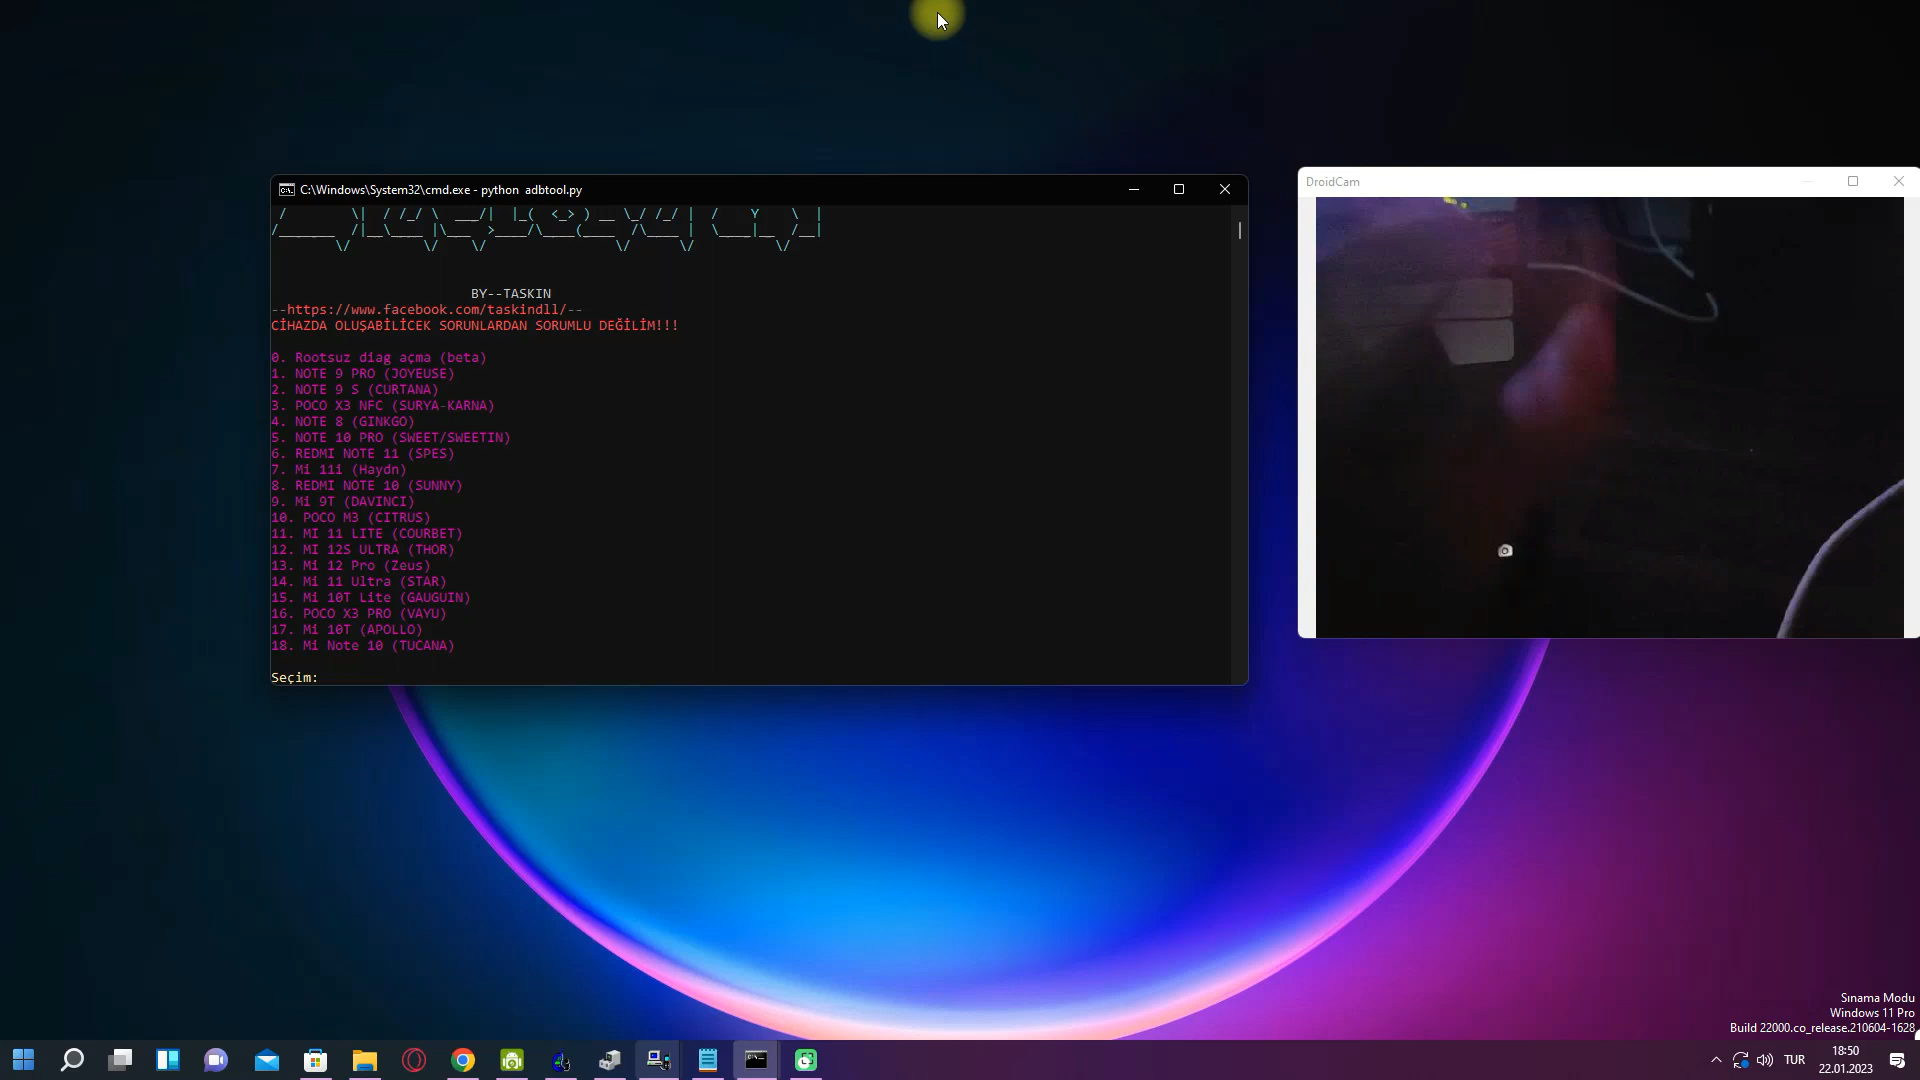 C:\Windows\System32\cmd.exe - python  adbtool.py
BY--TASKIN
--https://www.facebook.com/taskindll/--
CİHAZDA OLUŞABİLİCEK SORUNLARDAN SORUMLU DEĞİLİM!!!
0. Rootsuz diag açma (beta)
1. NOTE 9 PRO (JOYEUSE)
2. NOTE 9 S (CURTANA)
3. POCO X3 NFC (SURYA-KARNA)
4. NOTE 8 (GINKGO)
5. NOTE 10 PRO (SWEET/SWEETIN)
6. REDMI NOTE 11 (SPES)
7. Mi 11i (Haydn)
8. REDMI NOTE 10 (SUNNY)
9. Mi 9T (DAVINCI)
10. POCO M3 (CITRUS)
11. MI 11 LITE (COURBET)
12. MI 12S ULTRA (THOR)
13. Mi 12 Pro (Zeus)
14. Mi 11 Ultra (STAR)
15. Mi 10T Lite (GAUGUIN)
16. POCO X3 PRO (VAYU)
17. Mi 10T (APOLLO)
18. Mi Note 10 (TUCANA)
Seçim:
DroidCam
Sınama Modu
Windows 11 Pro
Build 22000.co_release.210604-1628
TUR
18:50
22.01.2023